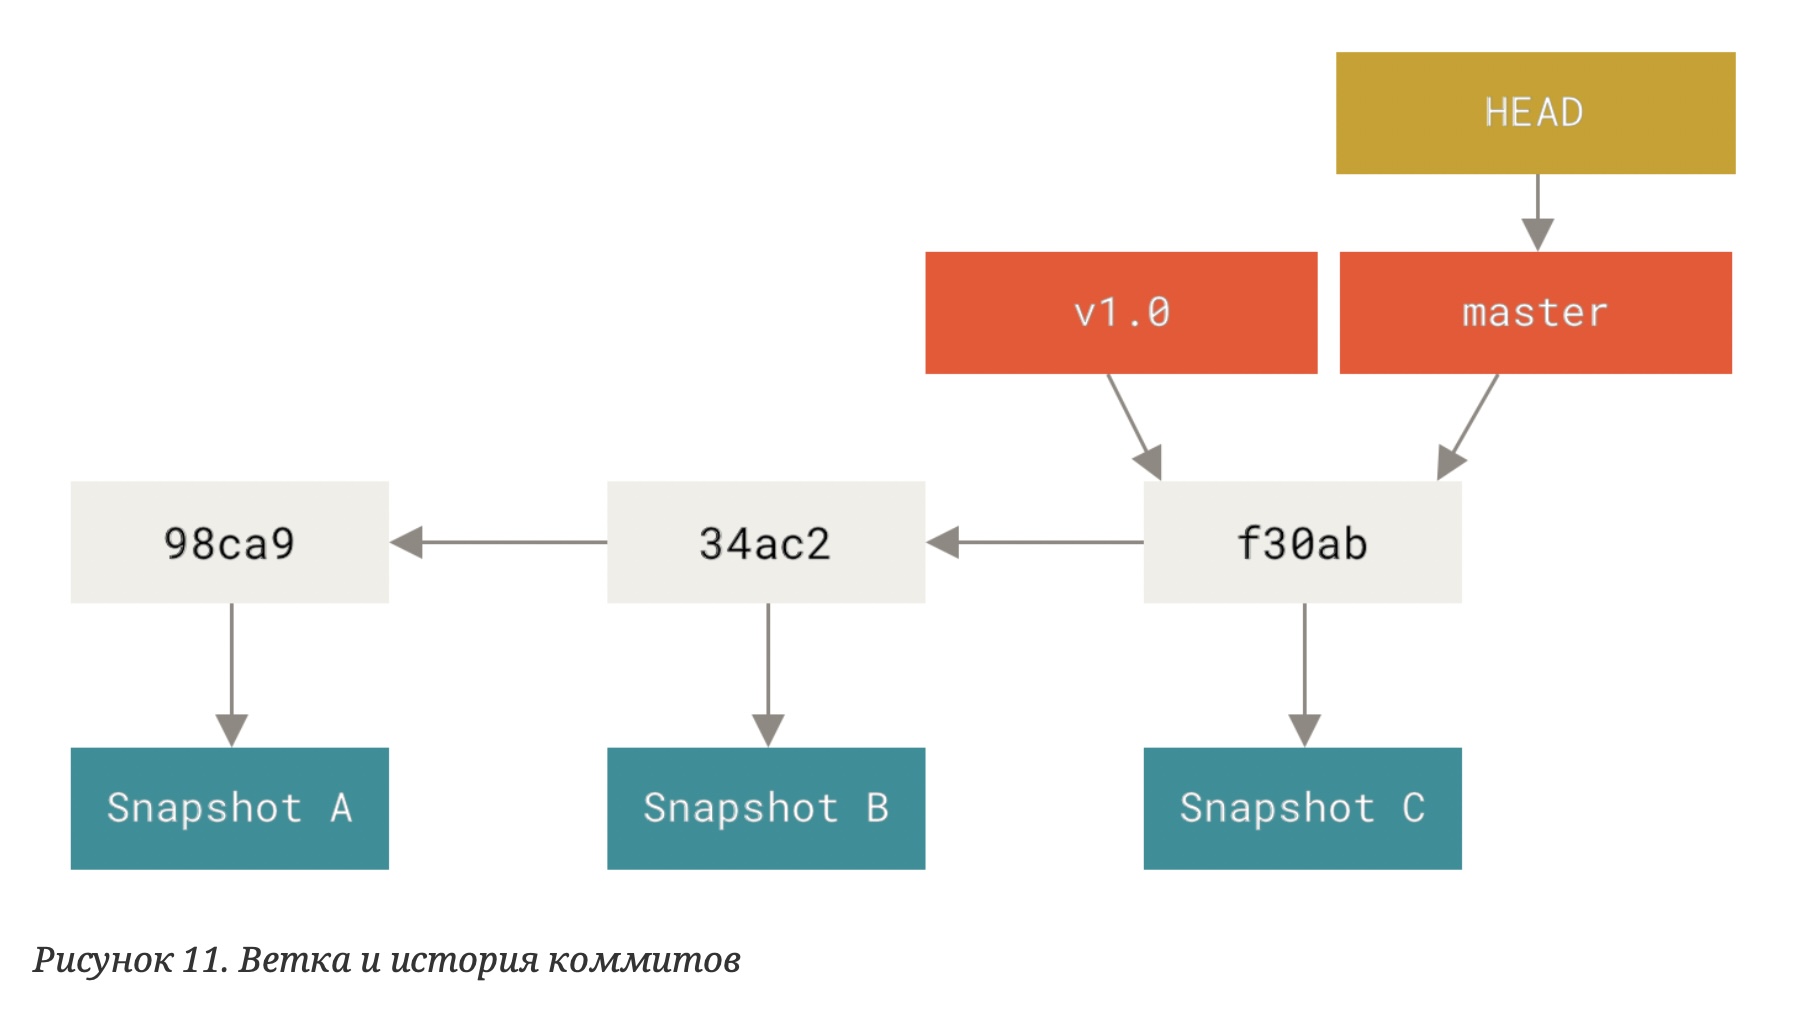 HEAD
v1.0
master
98ca9
34ac2
f30ab
Snapshot A
Snapshot B
Snapshot C
Рисунок 11. Ветка и история коммитов